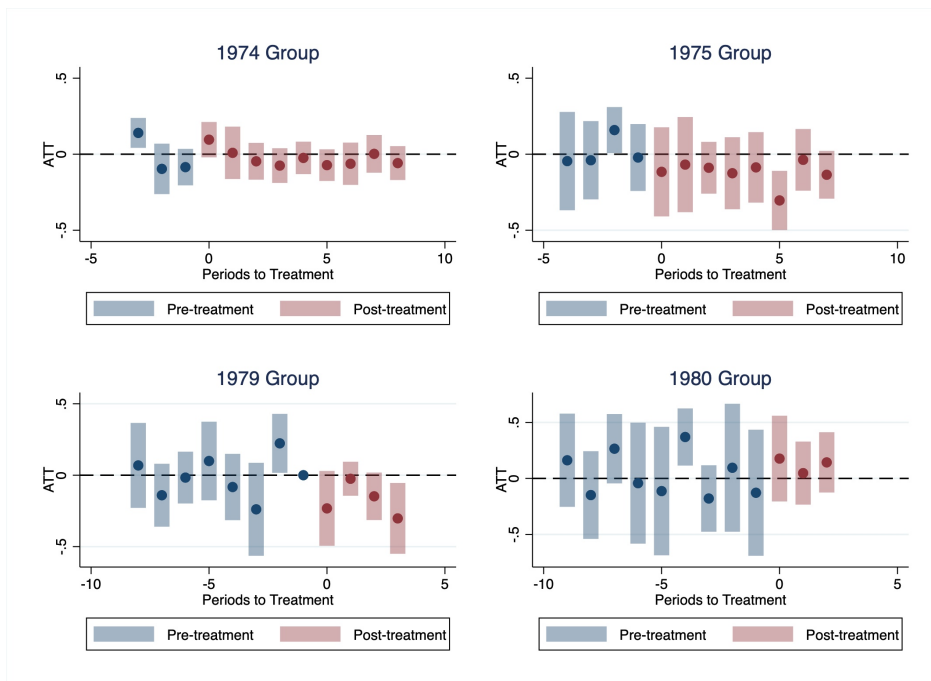 1974 Group
.5
0
-.5
ATT
-5 0 5 10
Periods to Treatment
Pre-treatment Post-treatment
1975 Group
.5
0
-.5
ATT
-5 0 5 10
Periods to Treatment
Pre-treatment Post-treatment
1979 Group
.5
0
-.5
ATT
-10 -5 0 5
Periods to Treatment
Pre-treatment Post-treatment
1980 Group
.5
0
-.5
ATT
-10 -5 0 5
Periods to Treatment
Pre-treatment Post-treatment